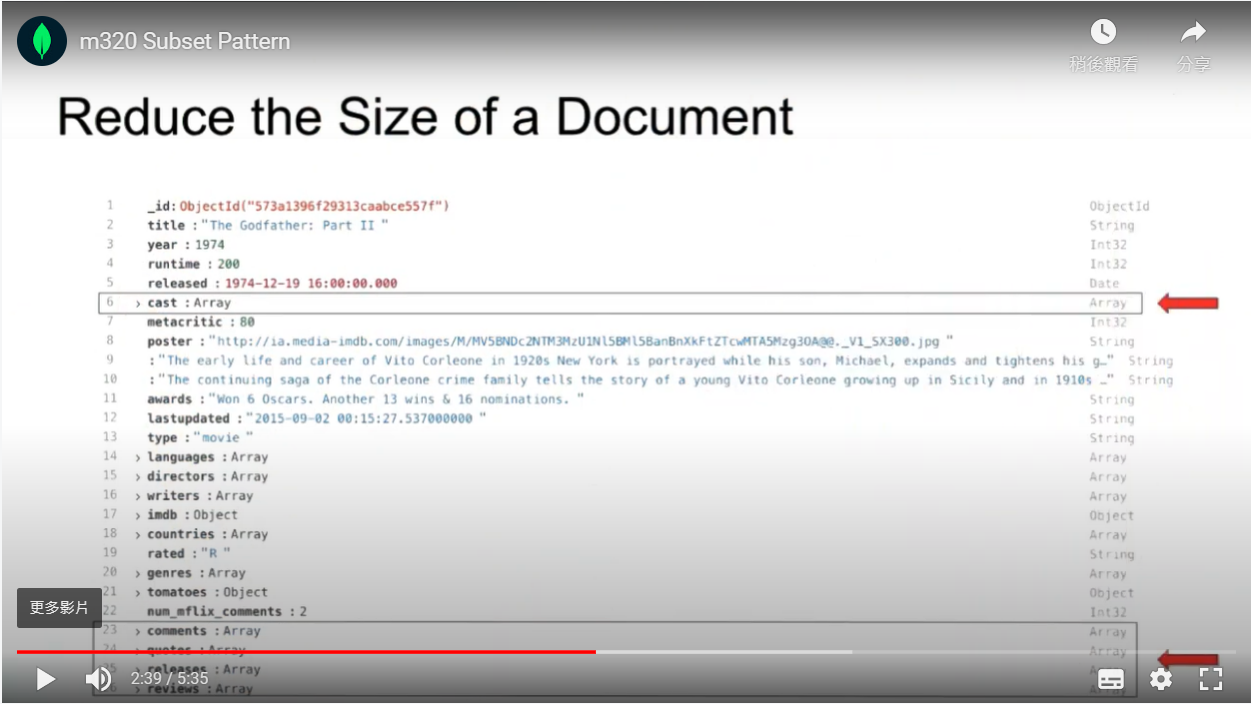 m320 Subset Pattern
稍後觀看
分享
Reduce the Size of a Document
1 _id: ObjectId("573a1396f29313caabce557f") ObjectId
2 title : "The Godfather: Part II " String
3 year : 1974 Int32
4 runtime : 200 Int32
5 released : 1974-12-19 16:00:00.000 Date
6 > cast : Array Array
7 metacritic : 80 Int32
8 poster : "http://ia.media-imdb.com/images/M/MV5BNDc2NTM3MzU1Nl5BMl5BanBnXkFtZTcwMTA5Mzg3OA@@._V1_SX300.jpg " String
9 : "The early life and career of Vito Corleone in 1920s New York is portrayed while his son, Michael, expands and tightens his g…" String
10 : "The continuing saga of the Corleone crime family tells the story of a young Vito Corleone growing up in Sicily and in 1910s …" String
11 awards : "Won 6 Oscars. Another 13 wins & 16 nominations. " String
12 lastupdated : "2015-09-02 00:15:27.537000000 " String
13 type : "movie " String
14 > languages : Array Array
15 > directors : Array Array
16 > writers : Array Array
17 > imdb : Object Object
18 > countries : Array Array
19 rated : "R " String
20 > genres : Array Array
21 > tomatoes : Object Object
更多影片
22 num_mflix_comments : 2 Int32
23 > comments : Array Array
24 > quotes : Array Array
25 > releases : Array
2:39 / 5:35
> reviews : Array Array